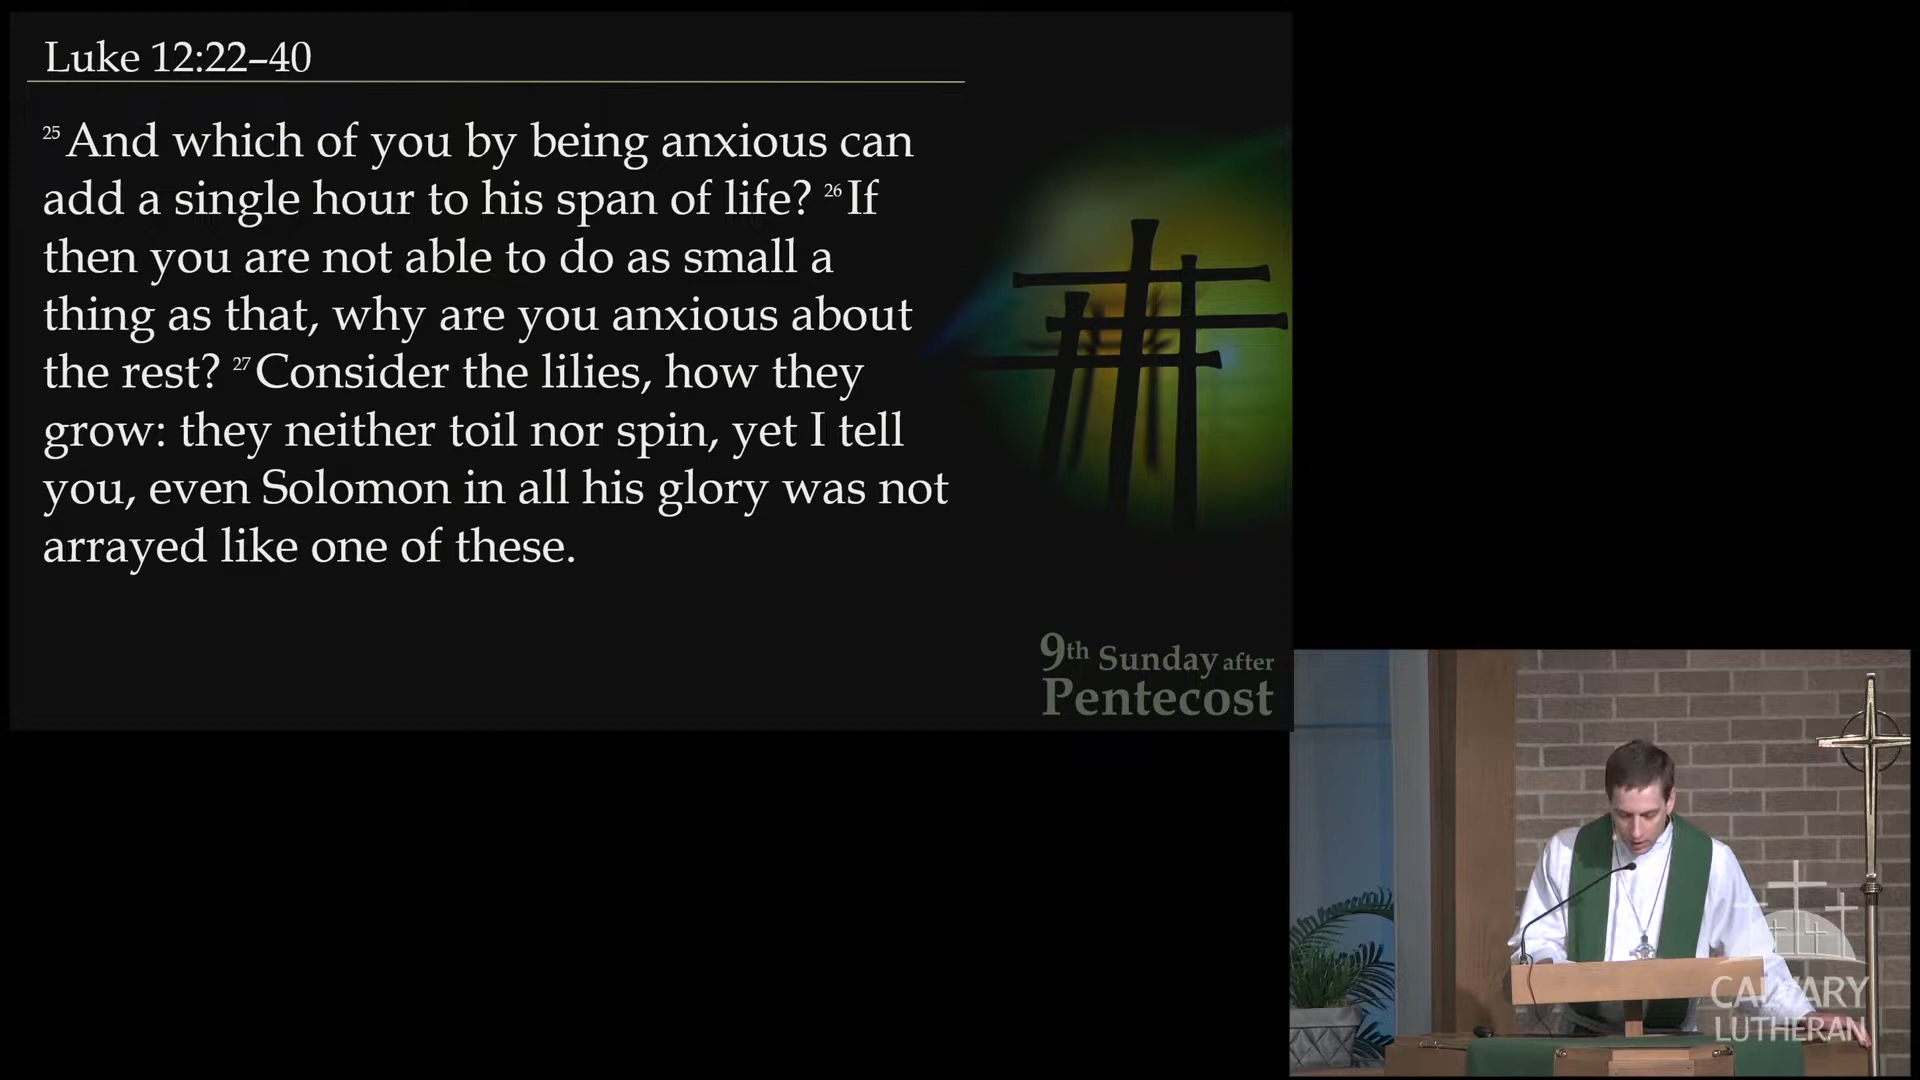 Luke 12:22–40
25 And which of you by being anxious can
add a single hour to his span of life? 26 If
then you are not able to do as small a
thing as that, why are you anxious about
the rest? 27 Consider the lilies, how they
grow: they neither toil nor spin, yet I tell
you, even Solomon in all his glory was not
arrayed like one of these.
9th Sunday after
Pentecost
CALVARY
LUTHERAN